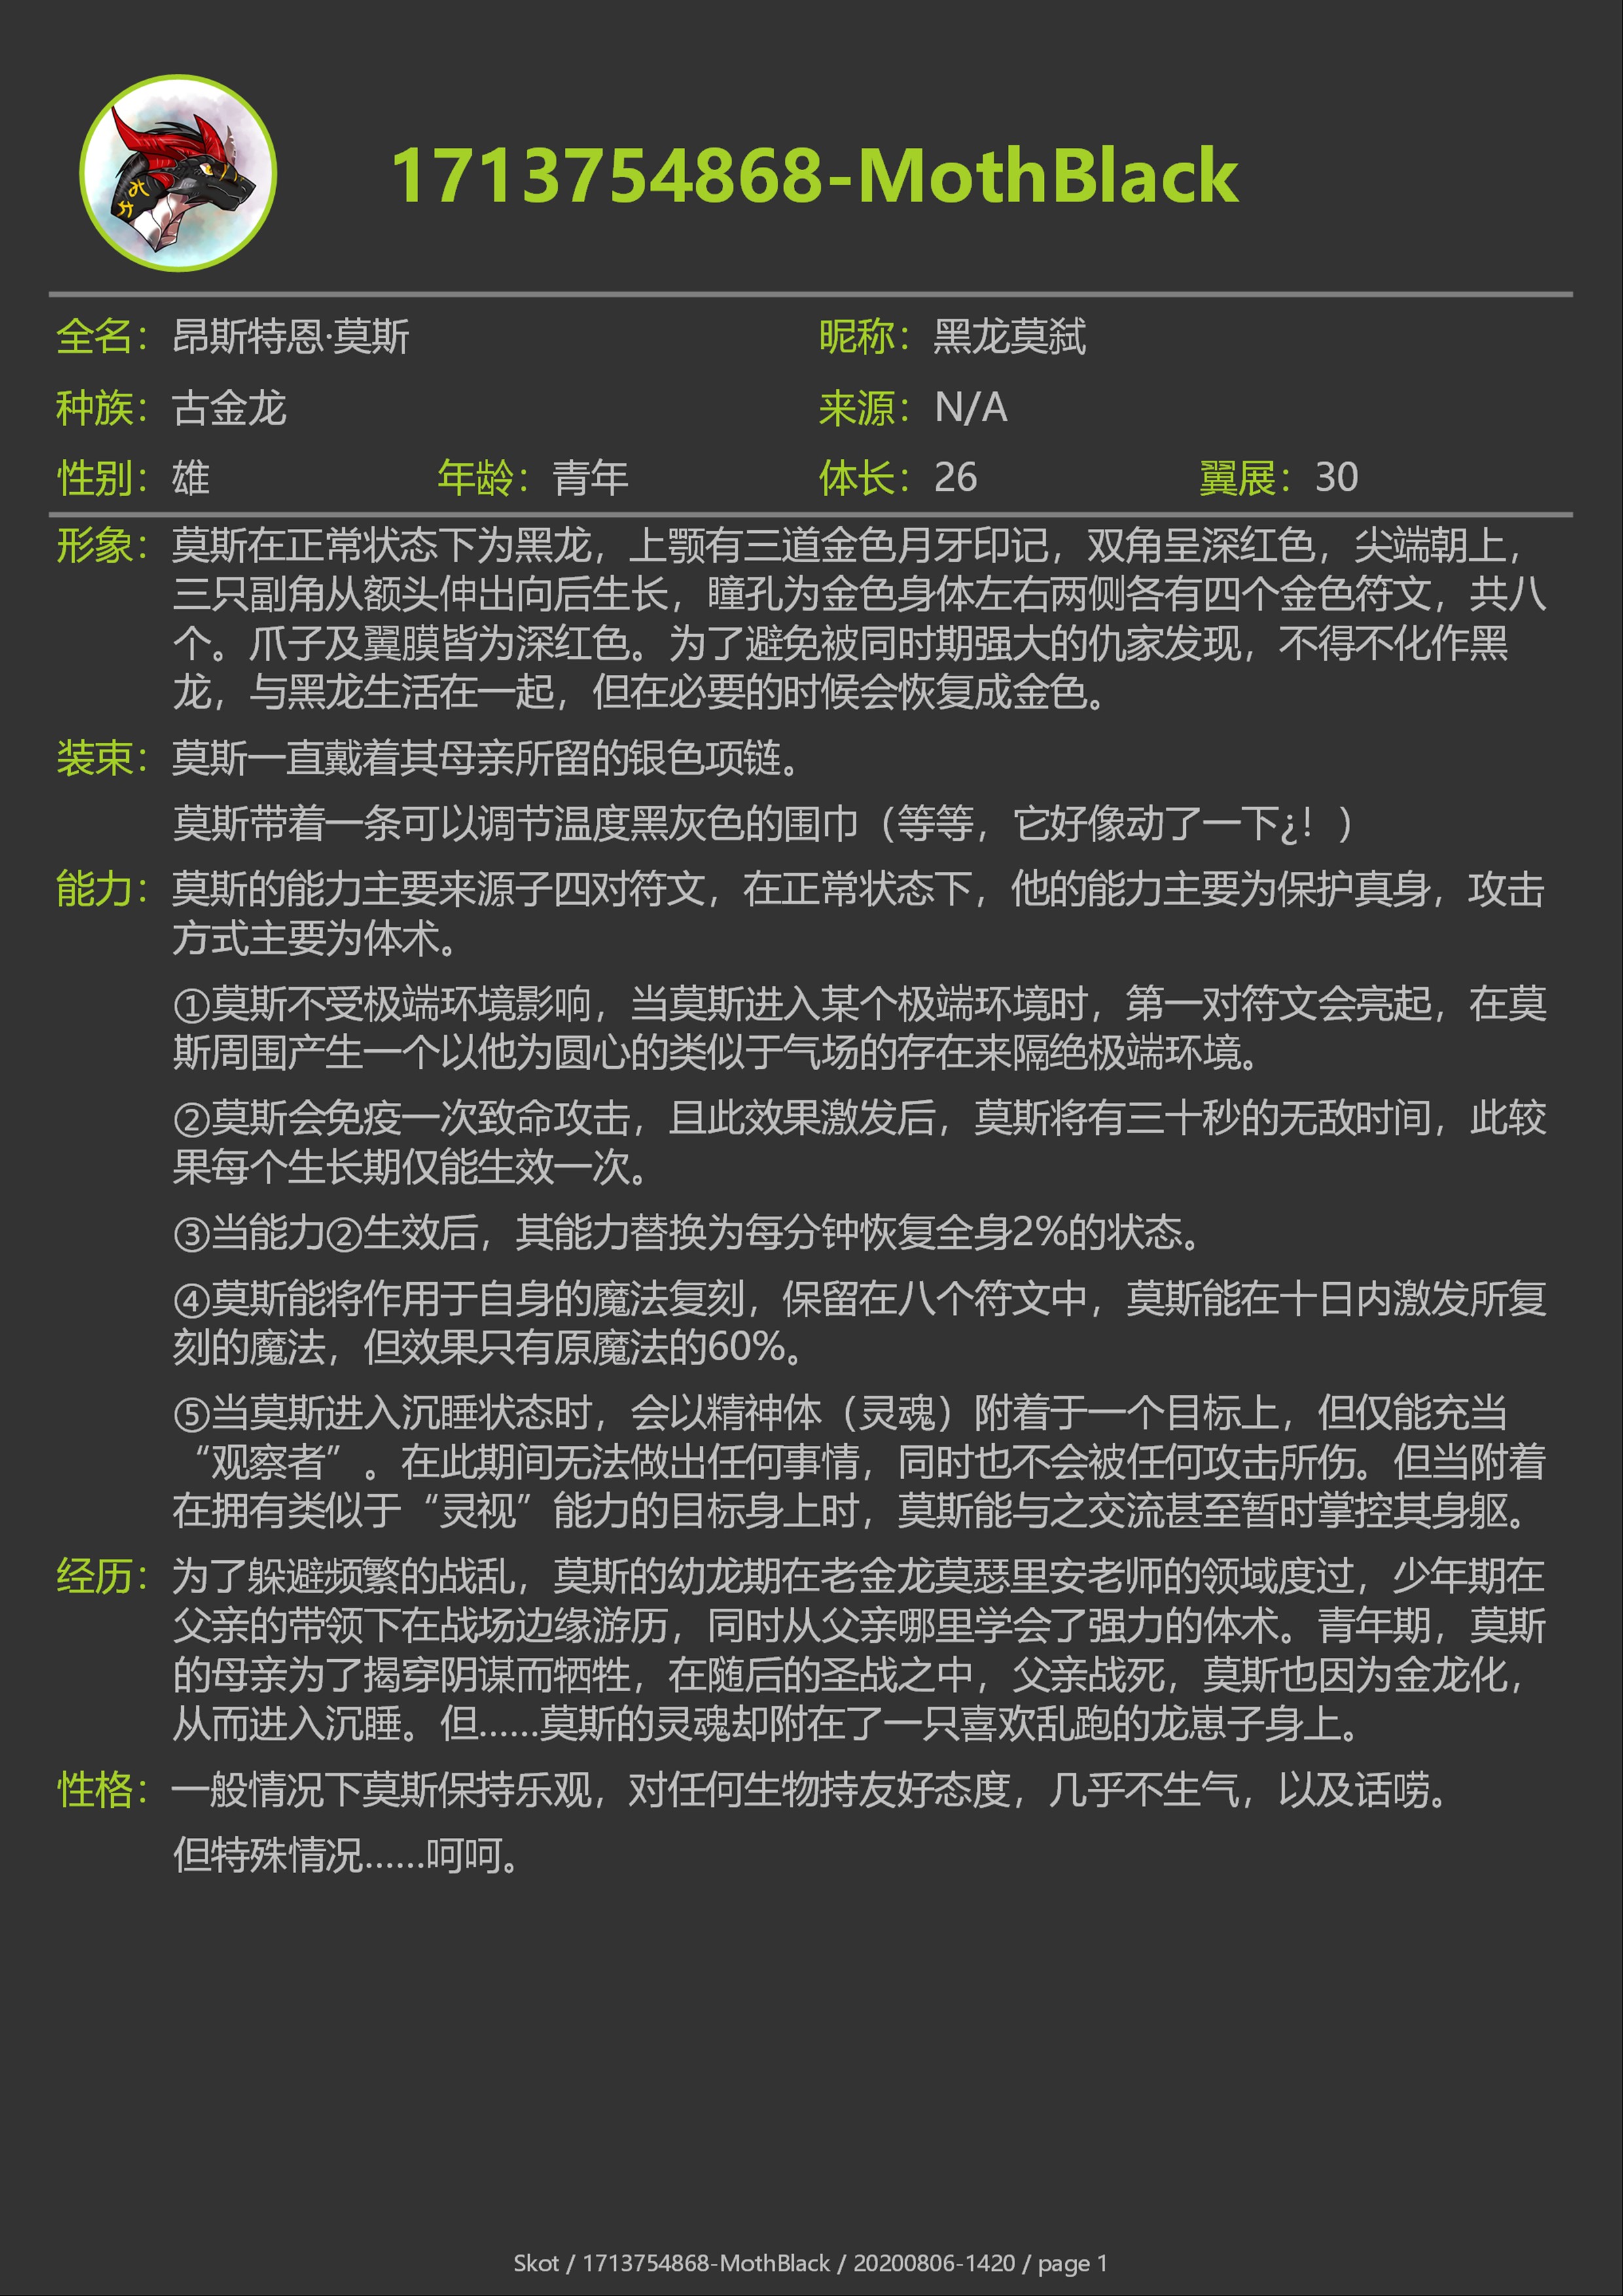 1713754868-MothBlack
全名：昂斯特恩·莫斯 昵称：黑龙莫弑
种族：古金龙 来源：N/A
性别：雄 年龄：青年 体长：26 翼展：30
形象：莫斯在正常状态下为黑龙，上颚有三道金色月牙印记，双角呈深红色，尖端朝上，
三只副角从额头伸出向后生长，瞳孔为金色身体左右两侧各有四个金色符文，共八
个。爪子及翼膜皆为深红色。为了避免被同时期强大的仇家发现，不得不化作黑
龙，与黑龙生活在一起，但在必要的时候会恢复成金色。
装束：莫斯一直戴着其母亲所留的银色项链。
莫斯带着一条可以调节温度黑灰色的围巾（等等，它好像动了一下¿！）
能力：莫斯的能力主要来源子四对符文，在正常状态下，他的能力主要为保护真身，攻击
方式主要为体术。
①莫斯不受极端环境影响，当莫斯进入某个极端环境时，第一对符文会亮起，在莫
斯周围产生一个以他为圆心的类似于气场的存在来隔绝极端环境。
②莫斯会免疫一次致命攻击，且此效果激发后，莫斯将有三十秒的无敌时间，此较
果每个生长期仅能生效一次。
③当能力②生效后，其能力替换为每分钟恢复全身2%的状态。
④莫斯能将作用于自身的魔法复刻，保留在八个符文中，莫斯能在十日内激发所复
刻的魔法，但效果只有原魔法的60%。
⑤当莫斯进入沉睡状态时，会以精神体（灵魂）附着于一个目标上，但仅能充当
“观察者”。在此期间无法做出任何事情，同时也不会被任何攻击所伤。但当附着
在拥有类似于“灵视”能力的目标身上时，莫斯能与之交流甚至暂时掌控其身躯。
经历：为了躲避频繁的战乱，莫斯的幼龙期在老金龙莫瑟里安老师的领域度过，少年期在
父亲的带领下在战场边缘游历，同时从父亲哪里学会了强力的体术。青年期，莫斯
的母亲为了揭穿阴谋而牺牲，在随后的圣战之中，父亲战死，莫斯也因为金龙化，
从而进入沉睡。但……莫斯的灵魂却附在了一只喜欢乱跑的龙崽子身上。
性格：一般情况下莫斯保持乐观，对任何生物持友好态度，几乎不生气，以及话唠。
但特殊情况……呵呵。
Skot / 1713754868-MothBlack / 20200806-1420 / page 1